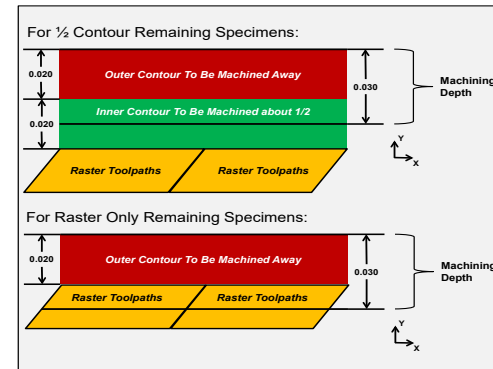 For ½ Contour Remaining Specimens:
0.020
Outer Contour To Be Machined Away
0.030
Machining
Depth
Inner Contour To Be Machined about 1/2
0.020
Y
X
Raster Toolpaths
Raster Toolpaths
For Raster Only Remaining Specimens:
0.020
Outer Contour To Be Machined Away
0.030
Machining
Depth
Raster Toolpaths
Raster Toolpaths
Y
X